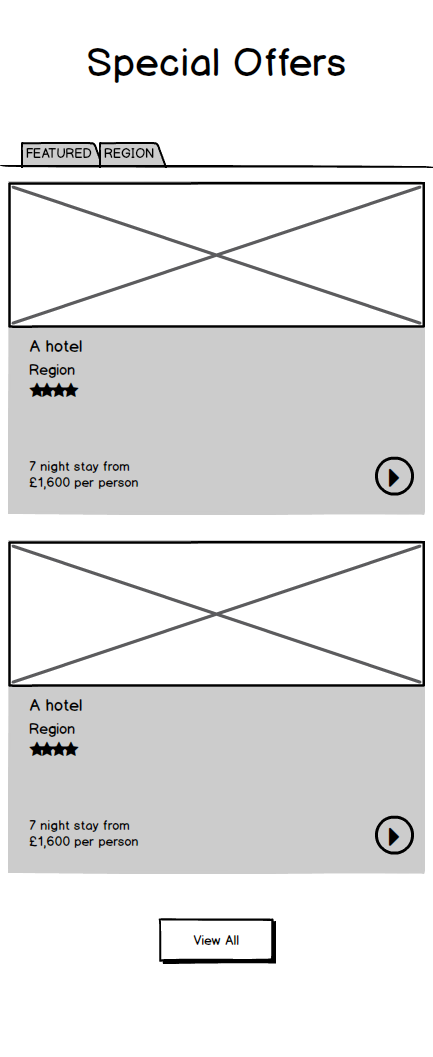 Special Offers
FEATURED
REGION
A hotel
Region
7 night stay from
£1,600 per person
A hotel
Region
7 night stay from
£1,600 per person
View All